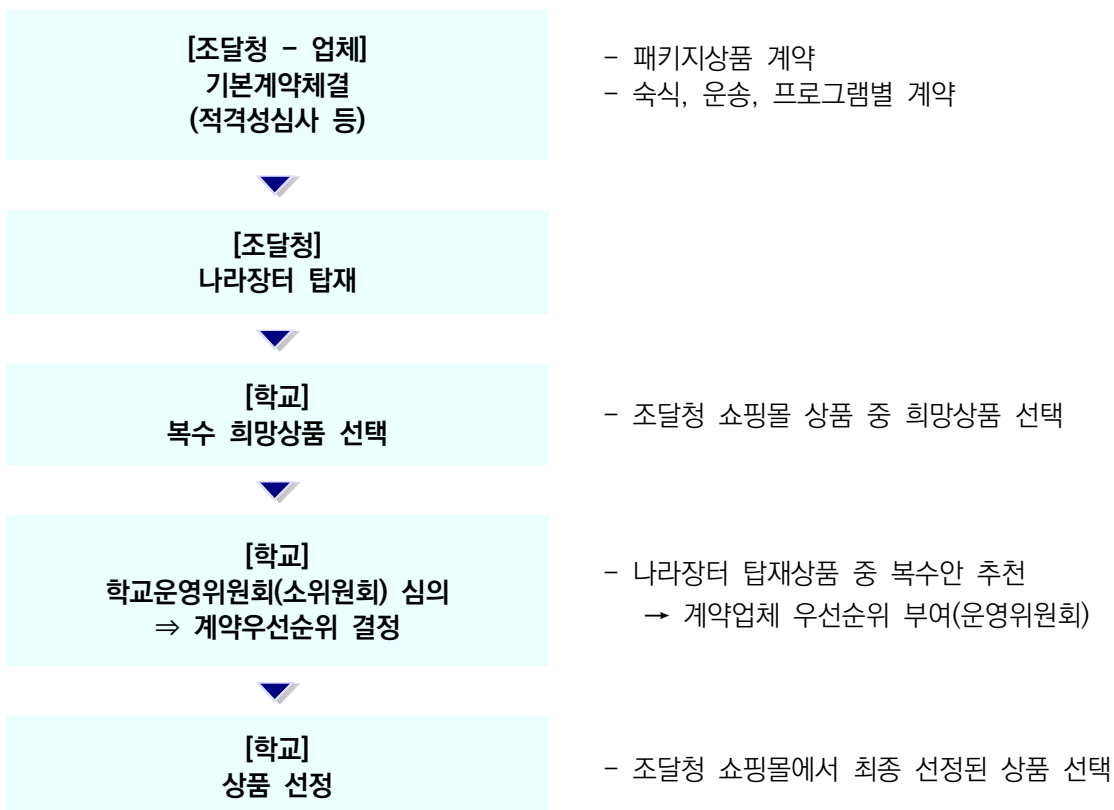 [조달청 - 업체]
기본계약체결
(적격성심사 등)
- 패키지상품 계약
- 숙식, 운송, 프로그램별 계약
[조달청]
나라장터 탑재
[학교]
복수 희망상품 선택
- 조달청 쇼핑몰 상품 중 희망상품 선택
[학교]
학교운영위원회(소위원회) 심의
⇒ 계약우선순위 결정
- 나라장터 탑재상품 중 복수안 추천
→ 계약업체 우선순위 부여(운영위원회)
[학교]
상품 선정
- 조달청 쇼핑몰에서 최종 선정된 상품 선택